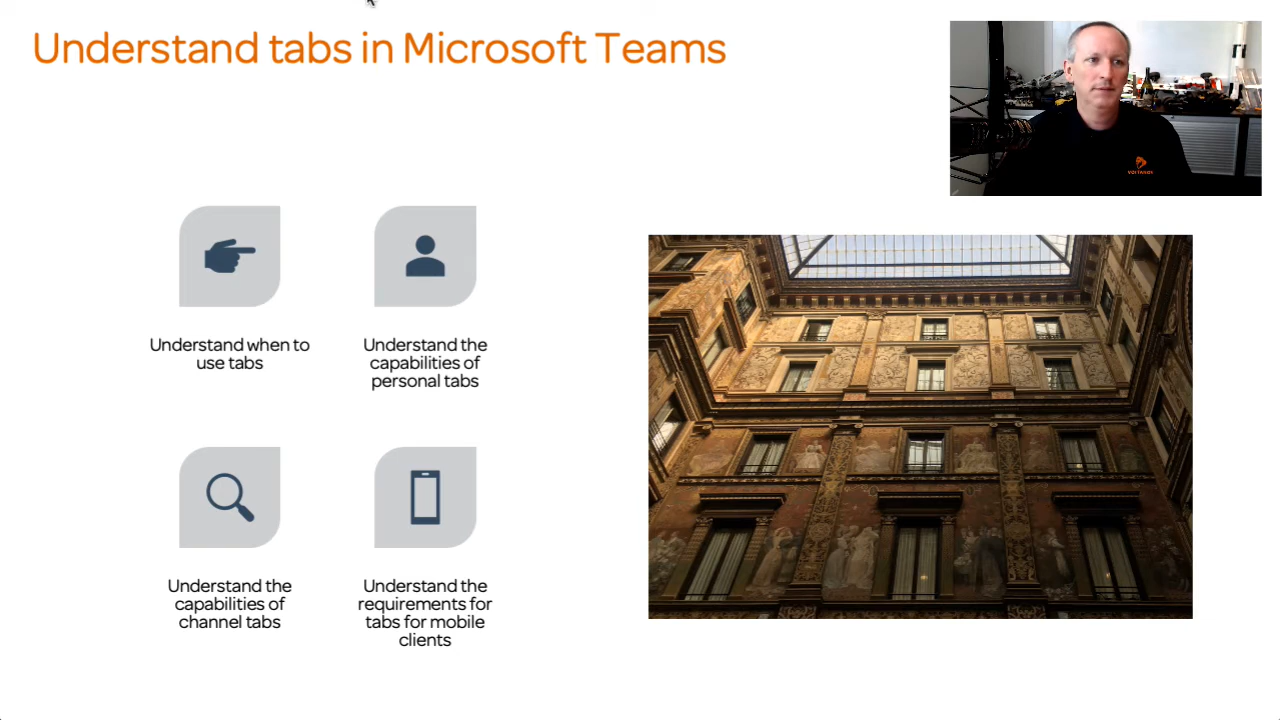 Understand tabs in Microsoft Teams
Understand when to
use tabs
Understand the
capabilities of
personal tabs
Understand the
capabilities of
channel tabs
Understand the
requirements for
tabs for mobile
clients
VOITANOS